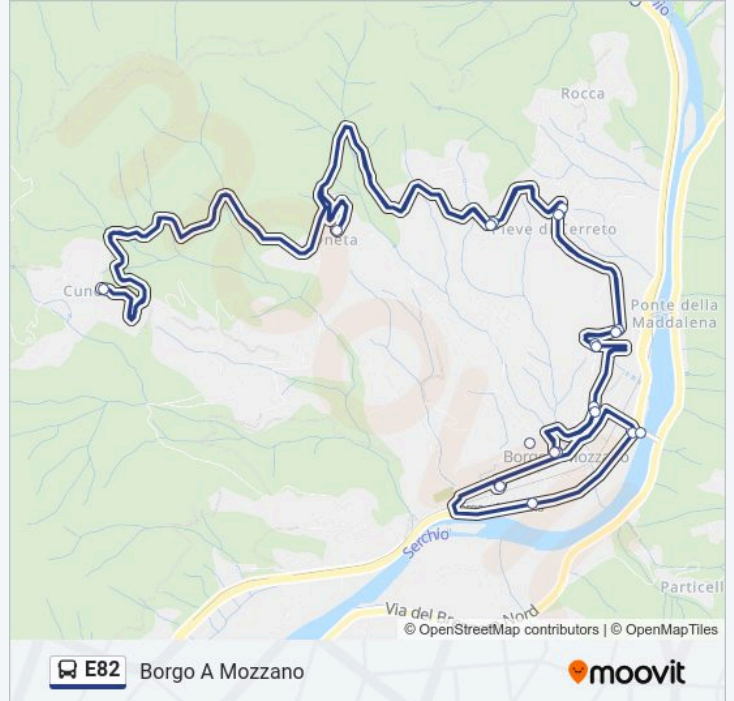 Rocca
Pieve di Cerreto
Oneta
Cune
Ponte della
Maddalena
Borgo a Mozzano
Serchio
Particell
Via del Brennero Nord
© OpenStreetMap contributors | © OpenMapTiles
E82 Borgo A Mozzano
moovit